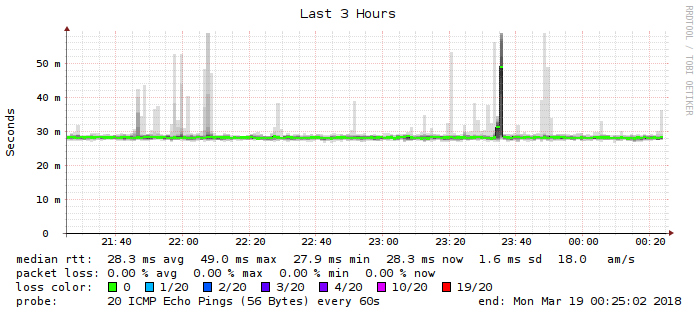 Last 3 Hours
RRDTOOL / TOBI OETIKER
Seconds
50 m
40 m
30 m
20 m
10 m
0
21:40 22:00 22:20 22:40 23:00 23:20 23:40 00:00 00:20
median rtt: 28.3 ms avg 49.0 ms max 27.9 ms min 28.3 ms now 1.6 ms sd 18.0 am/s
packet loss: 0.00 % avg 0.00 % max 0.00 % min 0.00 % now
loss color: 0 1/20 2/20 3/20 4/20 10/20 19/20
probe: 20 ICMP Echo Pings (56 Bytes) every 60s end: Mon Mar 19 00:25:02 2018